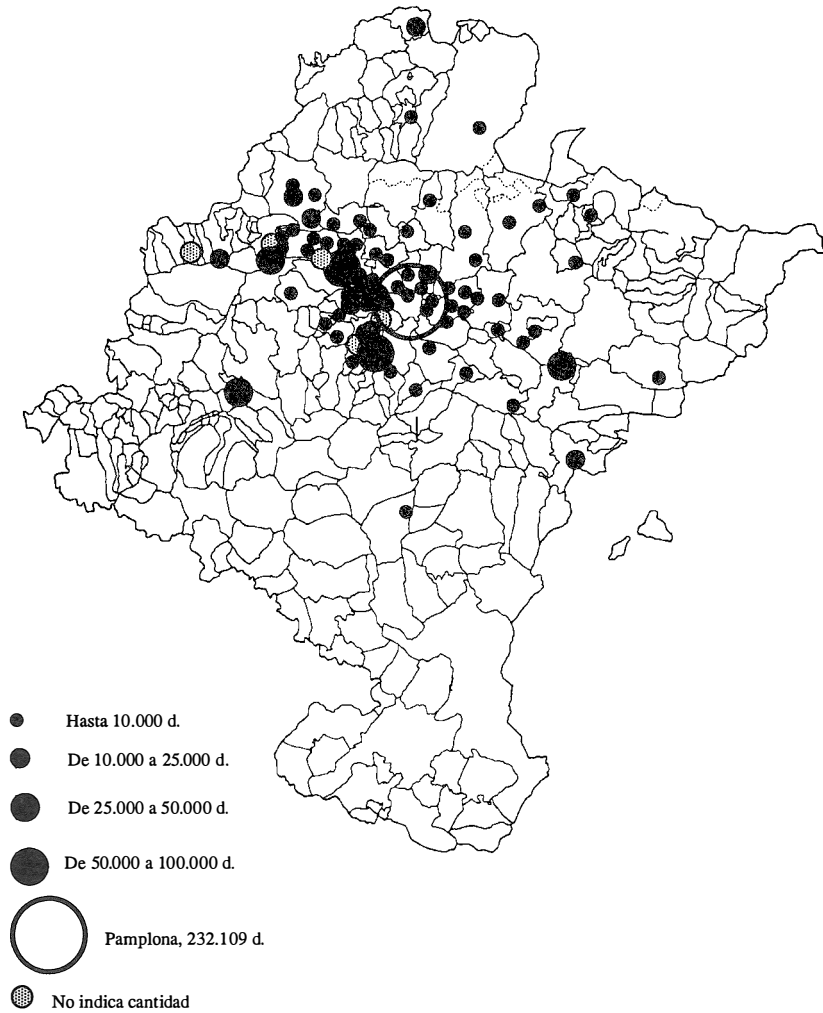 Hasta 10.000 d.
De 10.000 a 25.000 d.
De 25.000 a 50.000 d.
De 50.000 a 100.000 d.
Pamplona, 232.109 d.
No indica cantidad